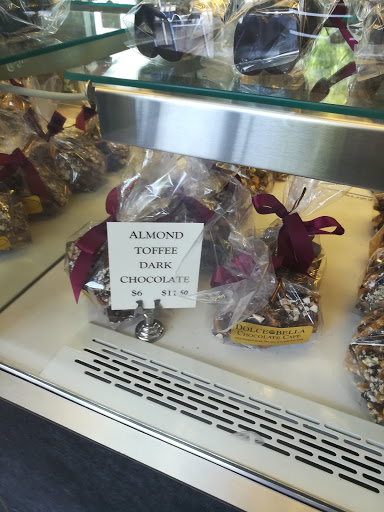 ALMOND
TOFFEE
DARK
CHOCOLATE
$6 $17.50
DOLCE BELLA
CHOCOLATE CAFE